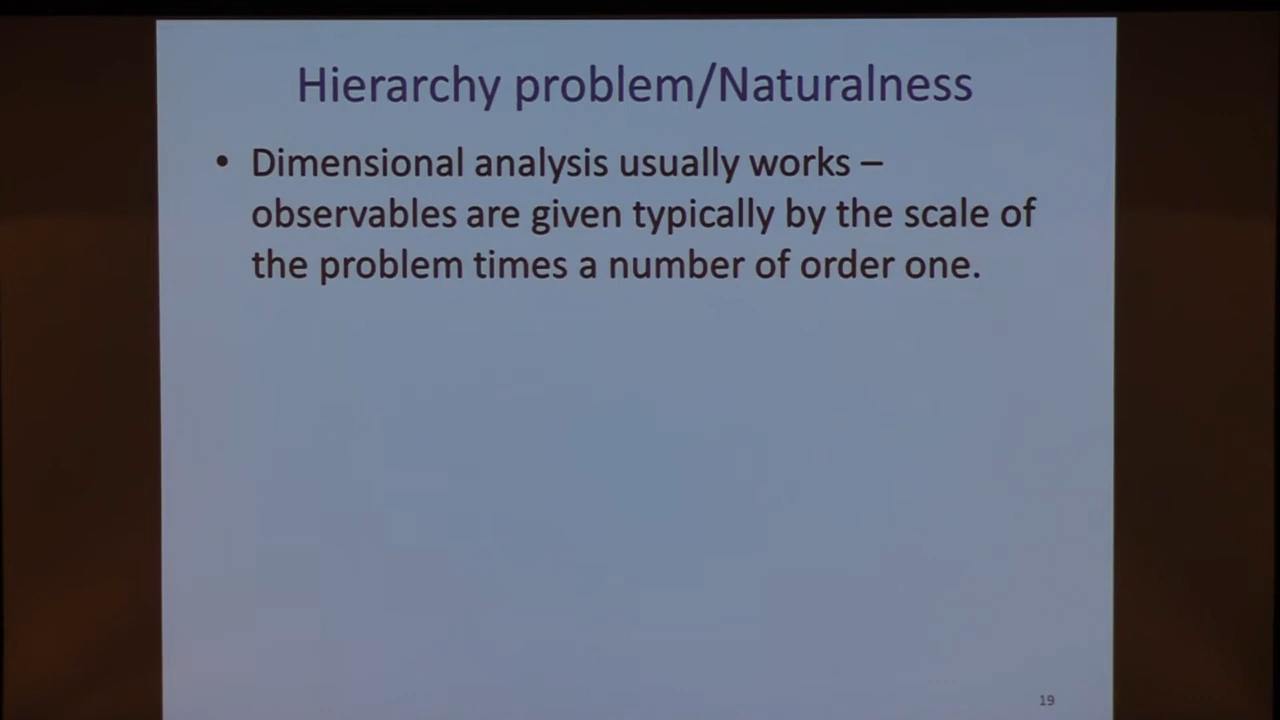 Hierarchy problem/Naturalness
• Dimensional analysis usually works –
observables are given typically by the scale of
the problem times a number of order one.
19